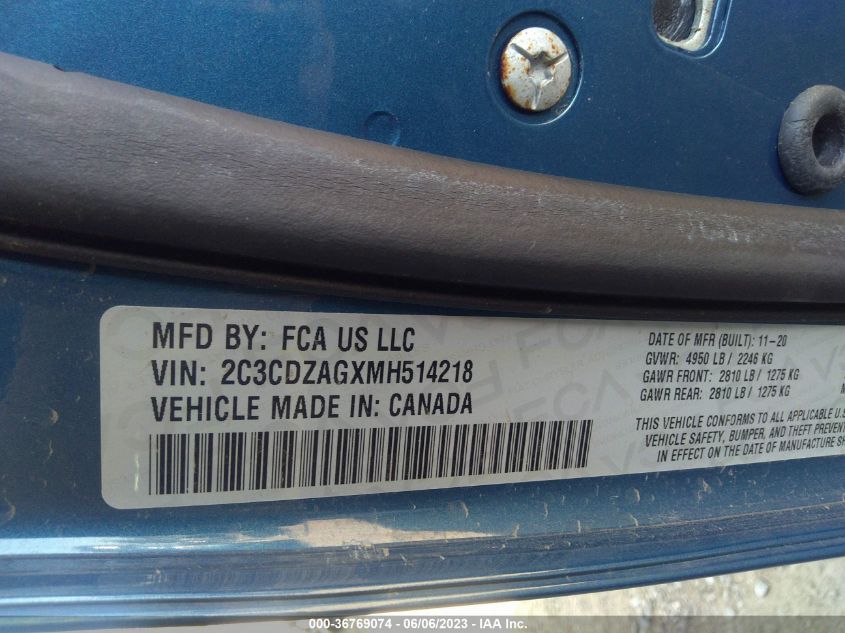 MFD BY: FCA US LLC
VIN: 2C3CDZAGXMH514218
VEHICLE MADE IN: CANADA
DATE OF MFR (BUILT): 11-20
GVWR: 4950 LB / 2246 KG
GAWR FRONT: 2810 LB / 1275 KG
GAWR REAR: 2810 LB / 1275 KG
THIS VEHICLE CONFORMS TO ALL APPLICABLE U.S
VEHICLE SAFETY, BUMPER, AND THEFT PREVENT
IN EFFECT ON THE DATE OF MANUFACTURE SH
000-36769074 - 06/06/2023 - IAA Inc.